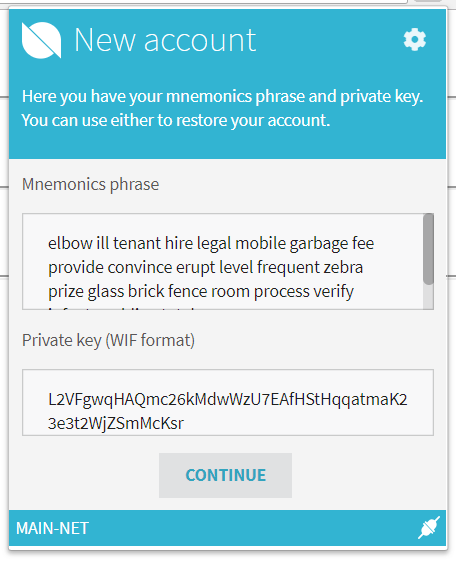 New account
Here you have your mnemonics phrase and private key.
You can use either to restore your account.
Mnemonics phrase
elbow ill tenant hire legal mobile garbage fee
provide convince erupt level frequent zebra
prize glass brick fence room process verify
Private key (WIF format)
L2VFgwqHAQmc26kMdwWzU7EAfHStHqqatmaK2
3e3t2WjZSmMcKsr
CONTINUE
MAIN-NET